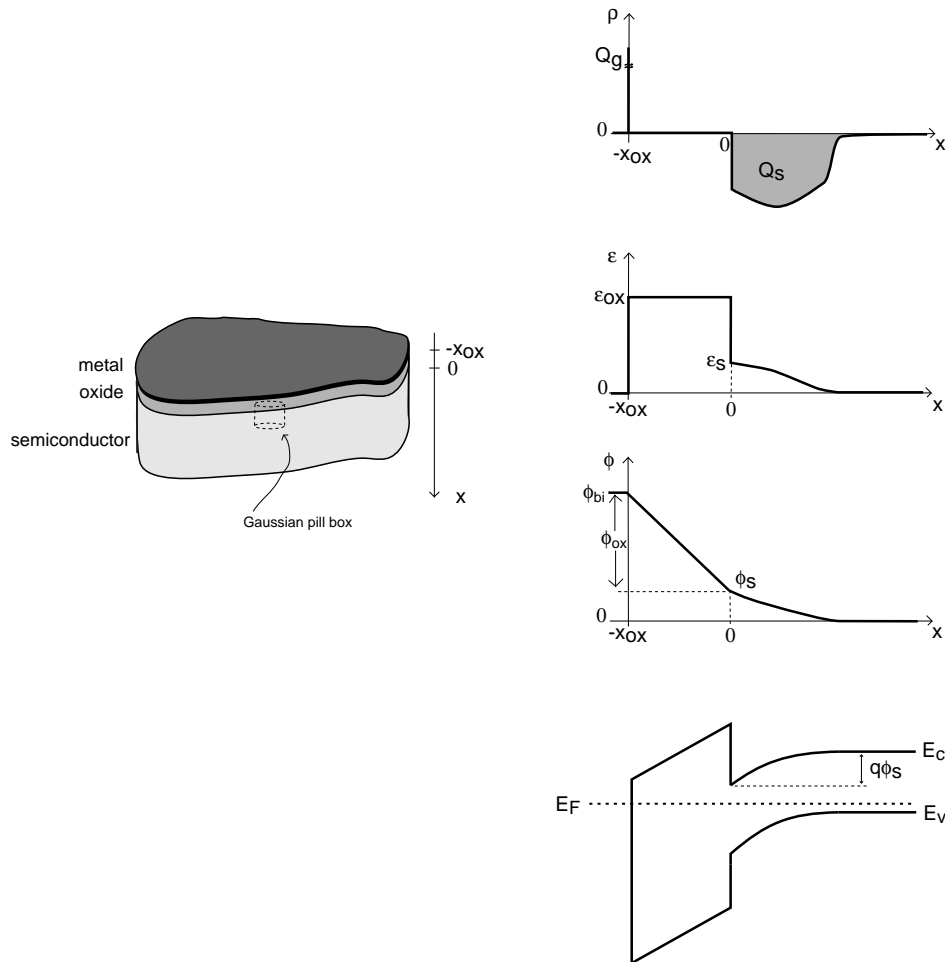 metal
oxide
semiconductor
-xox
0
x
Gaussian pill box
ρ
Qg
0
-xox
0
x
Qs
ε
εox
εs
0
-xox
0
x
ϕ
ϕbi
ϕox
ϕs
0
-xox
0
x
Ec
qϕs
EF
Ev